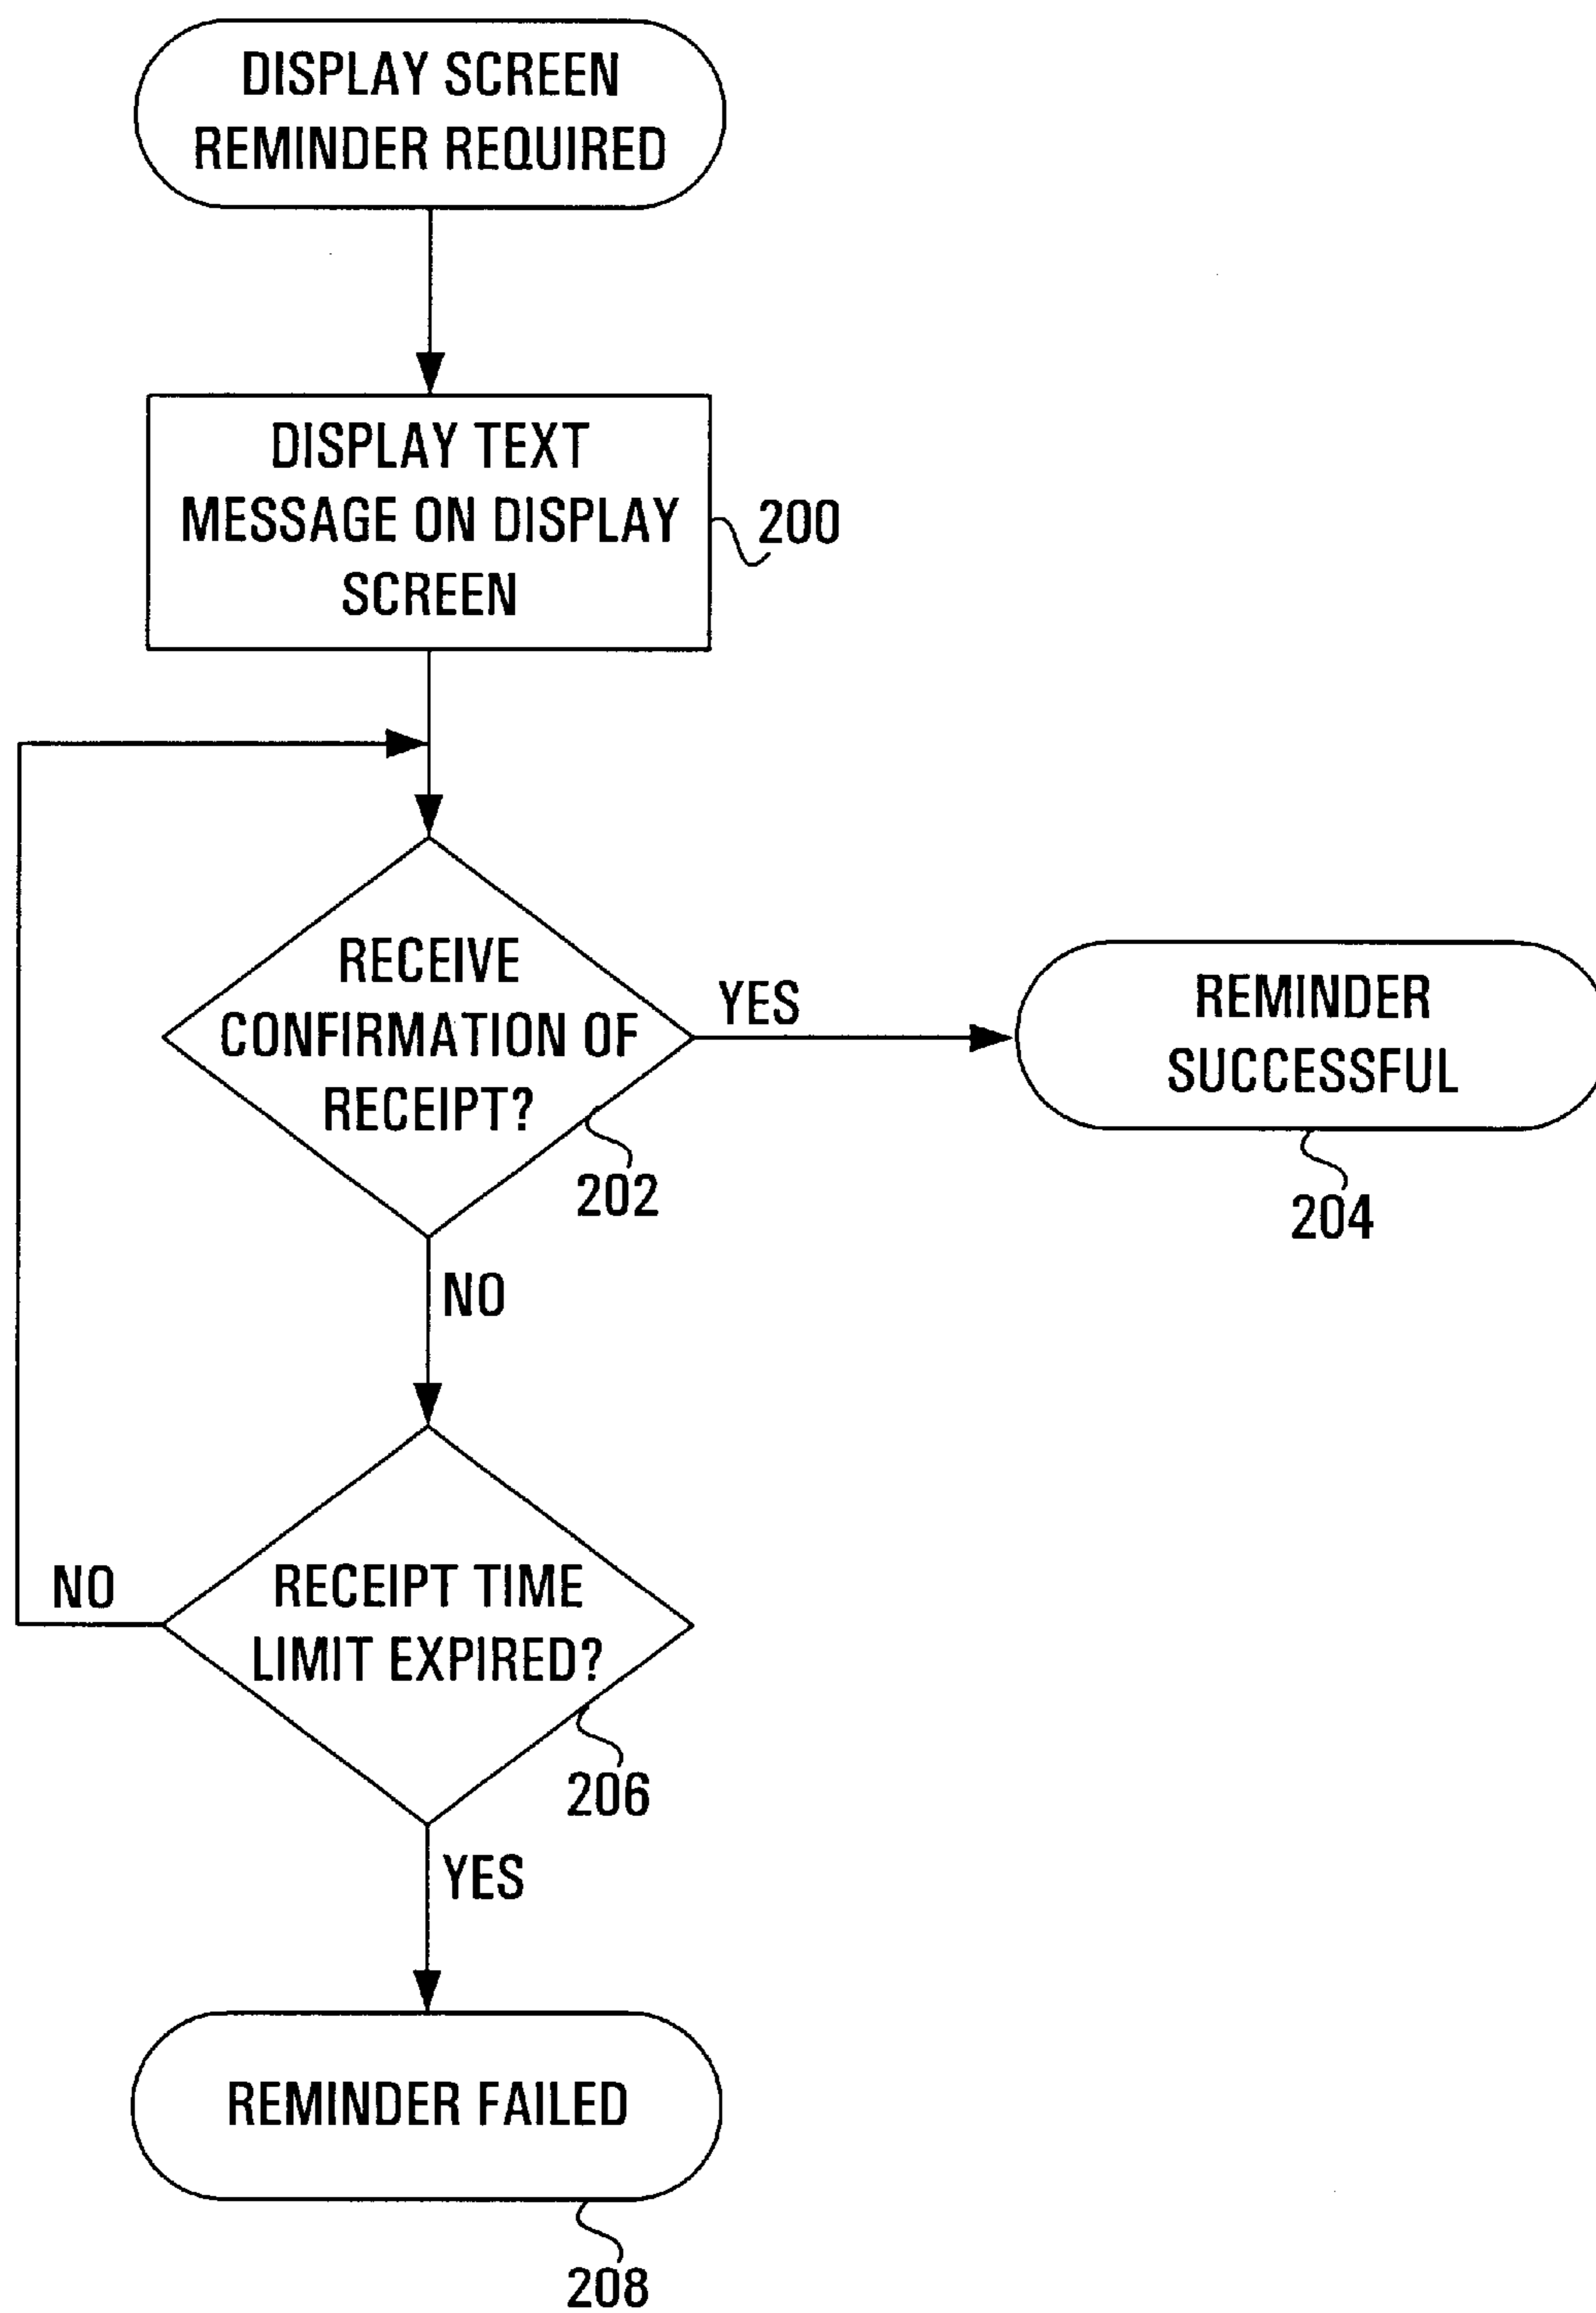 DISPLAY SCREEN
REMINDER REQUIRED
DISPLAY TEXT
MESSAGE ON DISPLAY
SCREEN
200
RECEIVE
CONFIRMATION OF
RECEIPT?
202
YES
REMINDER
SUCCESSFUL
204
NO
RECEIPT TIME
LIMIT EXPIRED?
206
NO
YES
REMINDER FAILED
208